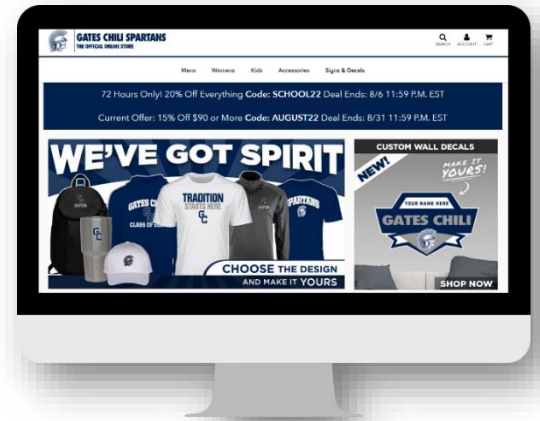 GATES CHILI SPARTANS
THE OFFICIAL ONLINE STORE
SEARCH ACCOUNT CART
Mens Womens Kids Accessories Signs & Decals
72 Hours Only! 20% Off Everything Code: SCHOOL22 Deal Ends: 8/6 11:59 P.M. EST
Current Offer: 15% Off $90 or More Code: AUGUST22 Deal Ends: 8/31 11:59 P.M. EST
WE'VE GOT SPIRIT
GATES
CLASS OF
TRADITION
STARTS HERE
GC
GC
SPARTANS
CHOOSE THE DESIGN
AND MAKE IT YOURS
CUSTOM WALL DECALS
NEW!
MAKE IT
YOURS!
YOUR NAME HERE
GATES CHILI
SHOP NOW